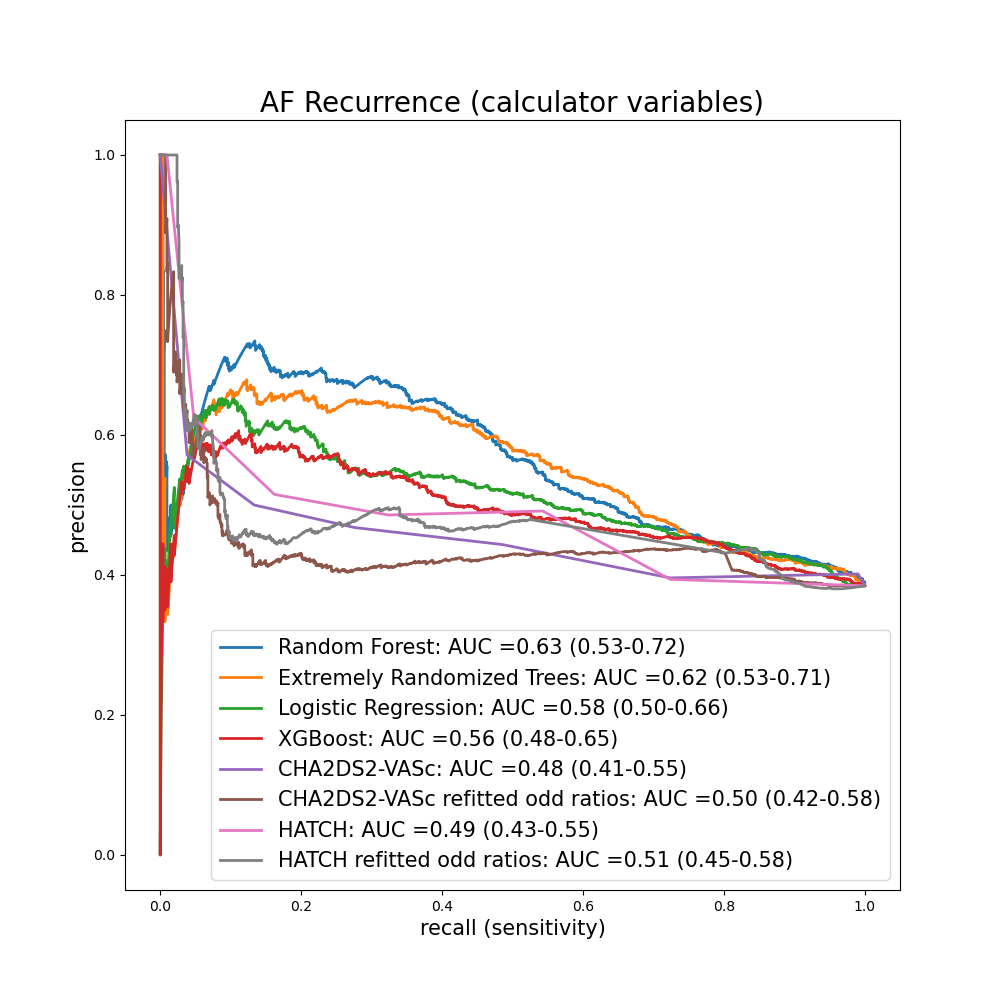 AF Recurrence (calculator variables)
1.0
0.8
0.6
0.4
0.2
0.0
precision
Random Forest: AUC =0.63 (0.53-0.72)
Extremely Randomized Trees: AUC =0.62 (0.53-0.71)
Logistic Regression: AUC =0.58 (0.50-0.66)
XGBoost: AUC =0.56 (0.48-0.65)
CHA2DS2-VASc: AUC =0.48 (0.41-0.55)
CHA2DS2-VASc refitted odd ratios: AUC =0.50 (0.42-0.58)
HATCH: AUC =0.49 (0.43-0.55)
HATCH refitted odd ratios: AUC =0.51 (0.45-0.58)
0.0 0.2 0.4 0.6 0.8 1.0
recall (sensitivity)